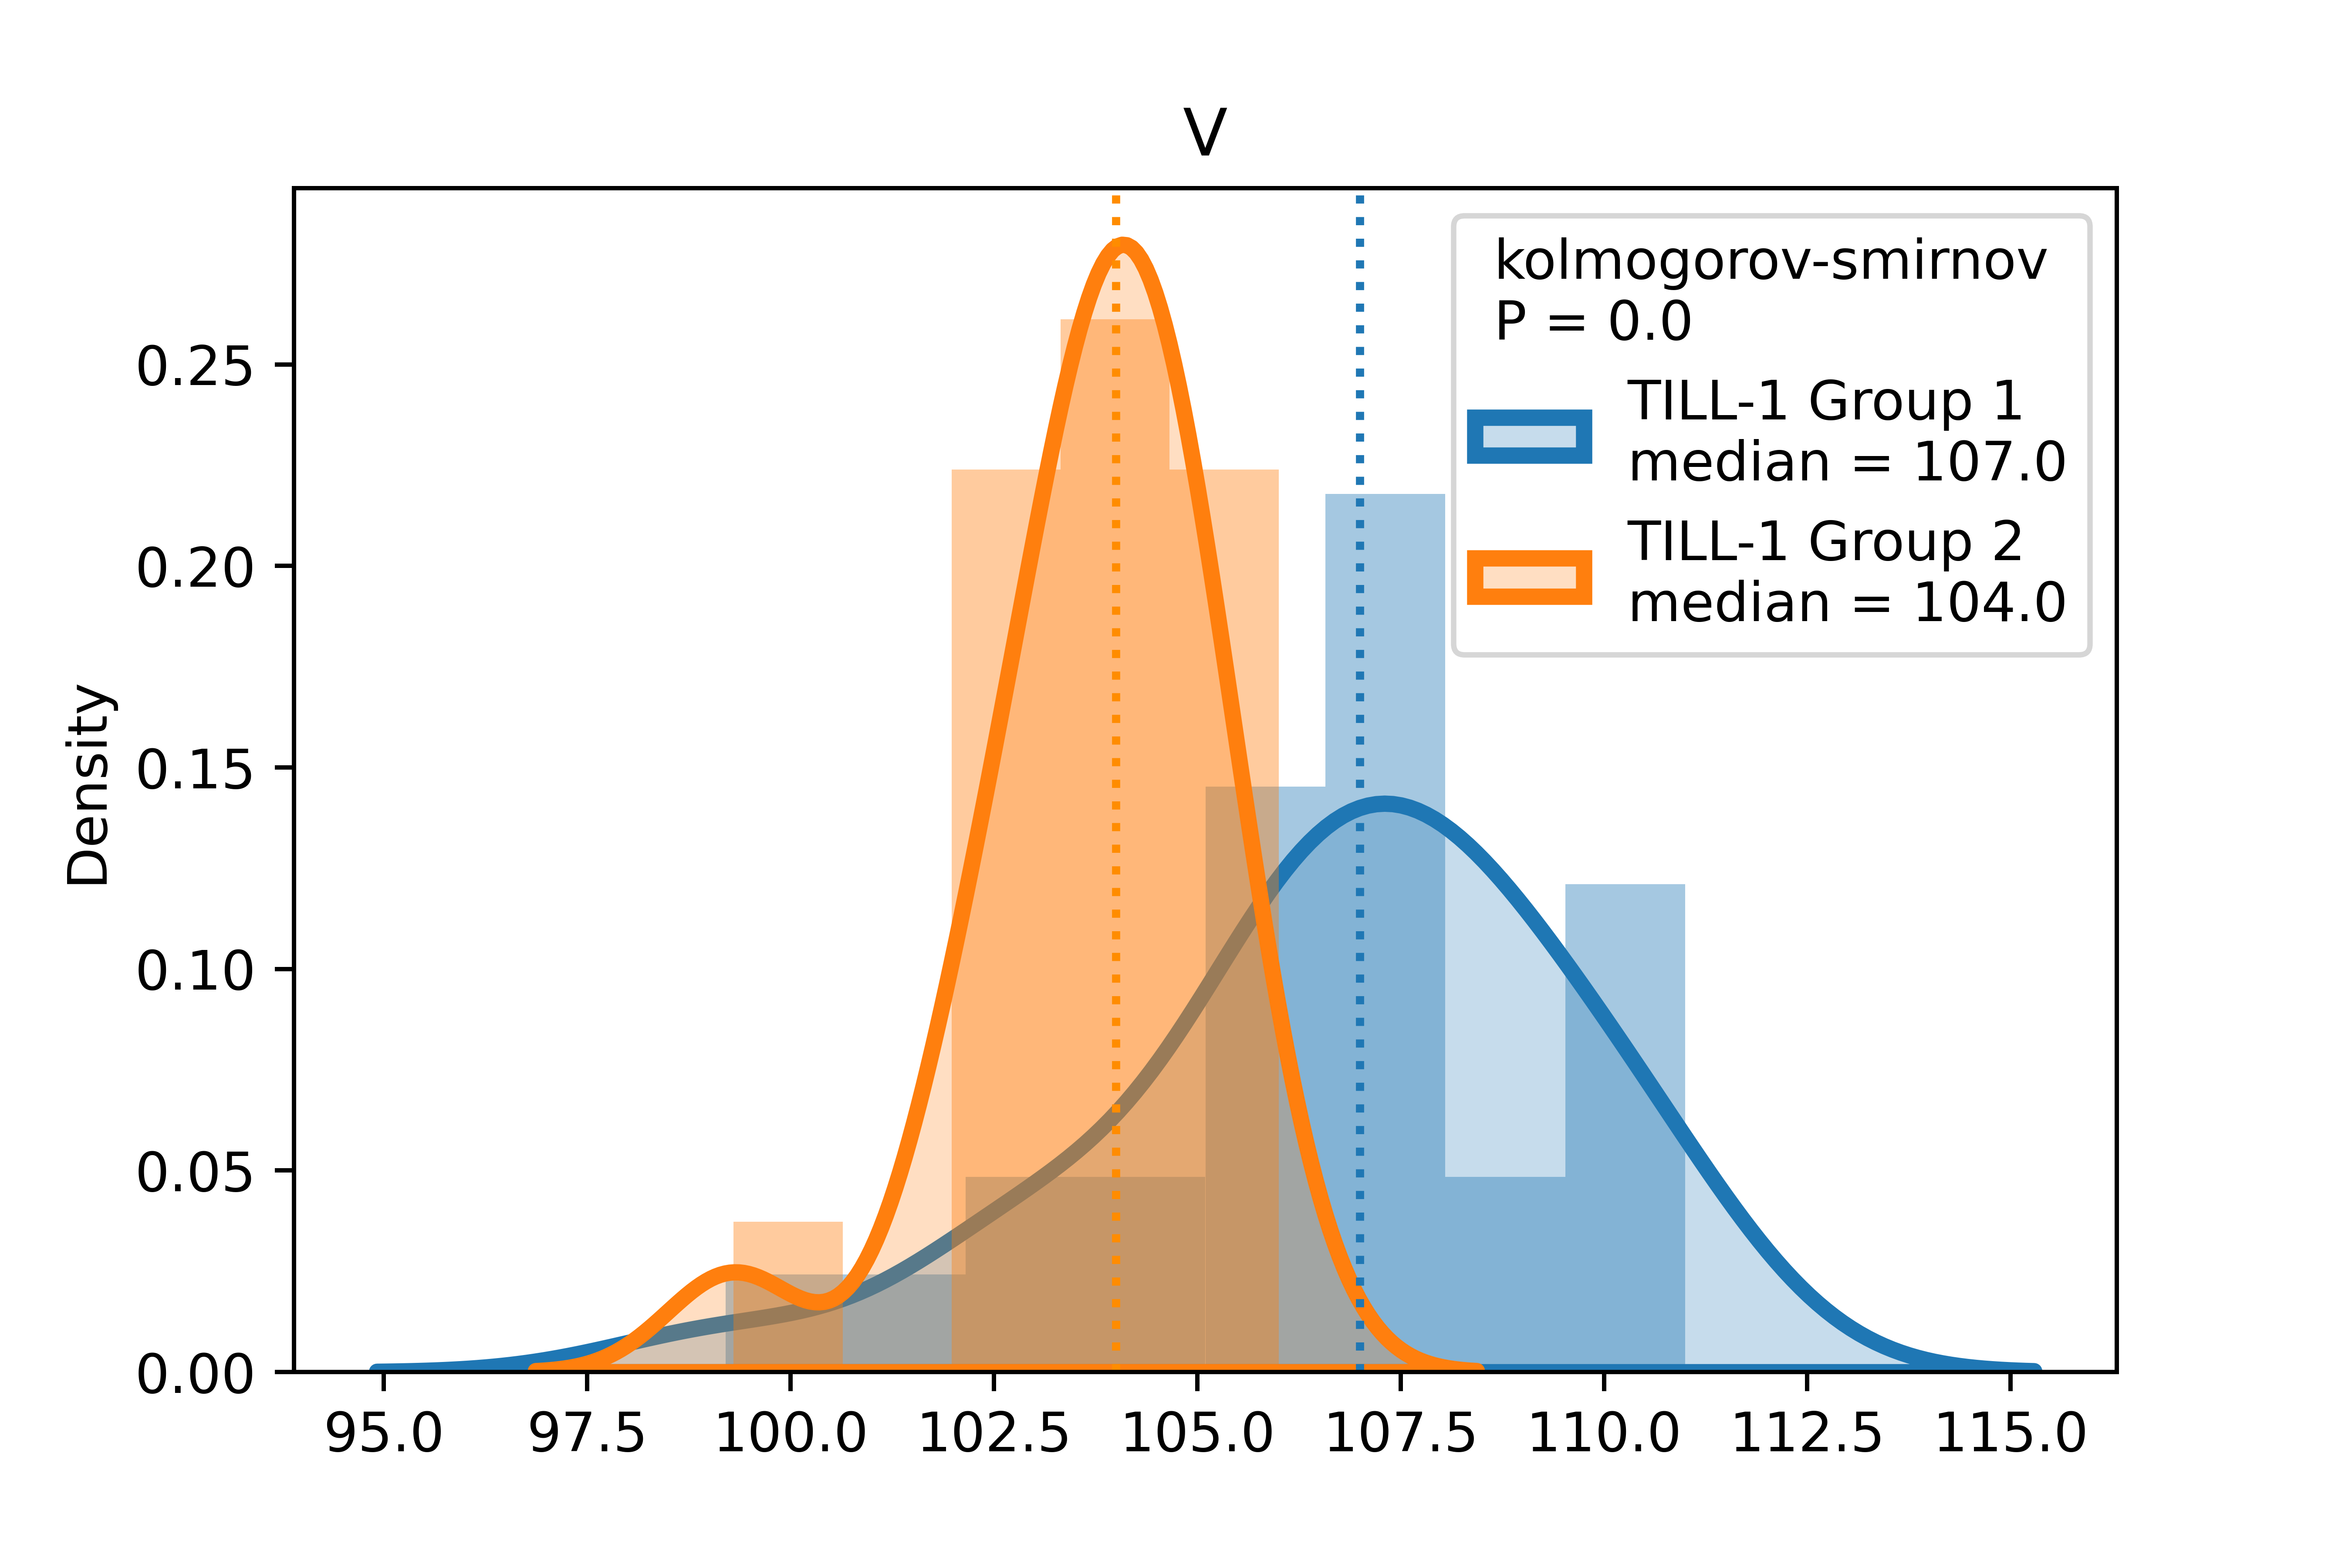 V
kolmogorov-smirnov
P = 0.0
TILL-1 Group 1
median = 107.0
TILL-1 Group 2
median = 104.0
Density
0.25
0.20
0.15
0.10
0.05
0.00
95.0 97.5 100.0 102.5 105.0 107.5 110.0 112.5 115.0